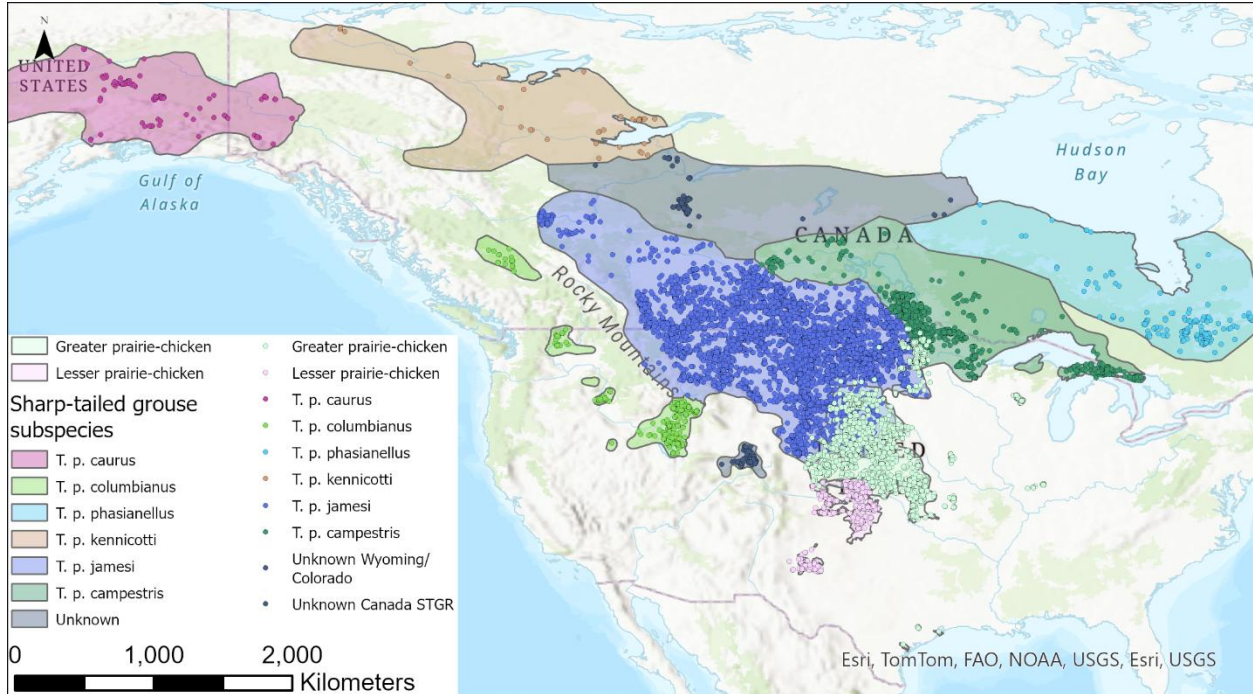 N
UNITED
STATES
Gulf of
Alaska
Hudson
Bay
CANADA
Rocky Mountains
Greater prairie-chicken
Lesser prairie-chicken
Sharp-tailed grouse
subspecies
T. p. caurus
T. p. columbianus
T. p. phasianellus
T. p. kennicotti
T. p. jamesi
T. p. campestris
Unknown
Greater prairie-chicken
Lesser prairie-chicken
T. p. caurus
T. p. columbianus
T. p. phasianellus
T. p. kennicotti
T. p. jamesi
T. p. campestris
Unknown Wyoming/
Colorado
Unknown Canada STGR
0 1,000 2,000
Kilometers
Esri, TomTom, FAO, NOAA, USGS, Esri, USGS